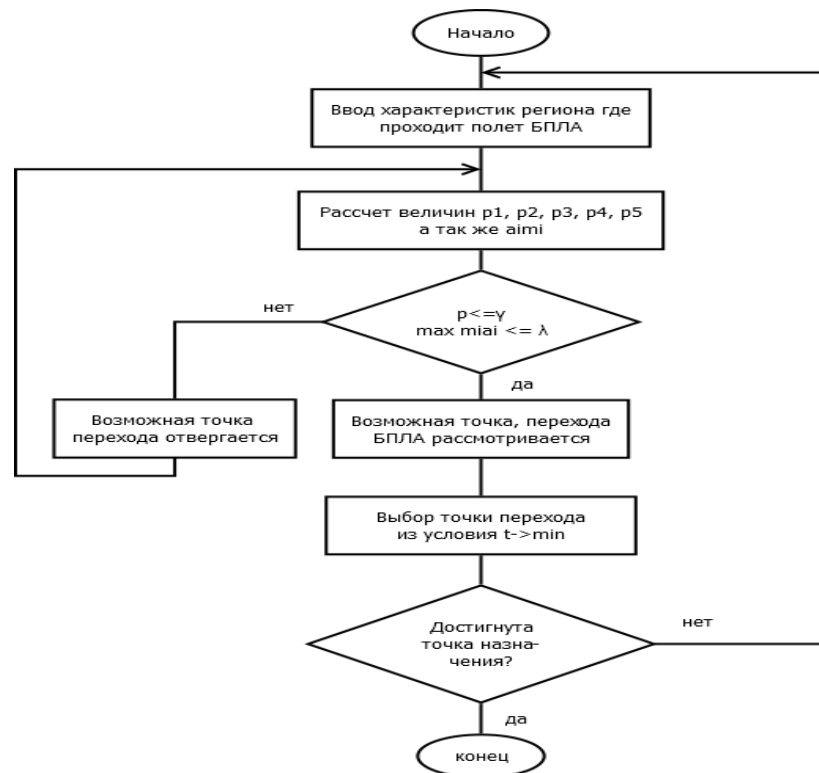 Начало
Ввод характеристик региона где
проходит полет БПЛА
Рассчет величин p1, p2, p3, p4, p5
а так же aimi
нет
p<=γ
max miai <= λ
да
Возможная точка
перехода отвергается
Возможная точка, перехода
БПЛА рассмотривается
Выбор точки перехода
из условия t->min
Достигнута
точка назна-
чения?
нет
да
конец